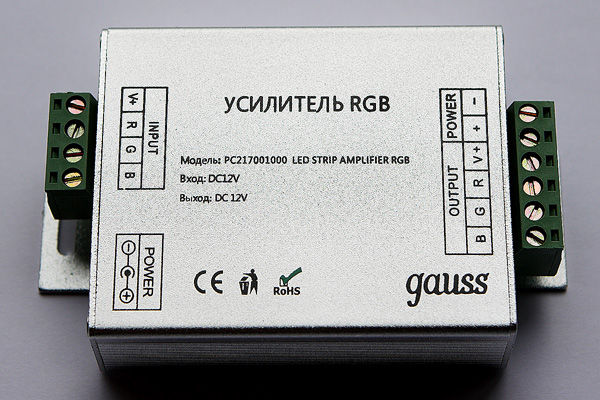 УСИЛИТЕЛЬ RGB
Модель: PC217001000 LED STRIP AMPLIFIER RGB
Вход: DC12V
Выход: DC 12V
INPUT
V+ R G B
POWER
- +
POWER
- +
OUTPUT
V+ R G B
CE
RoHS
gauss